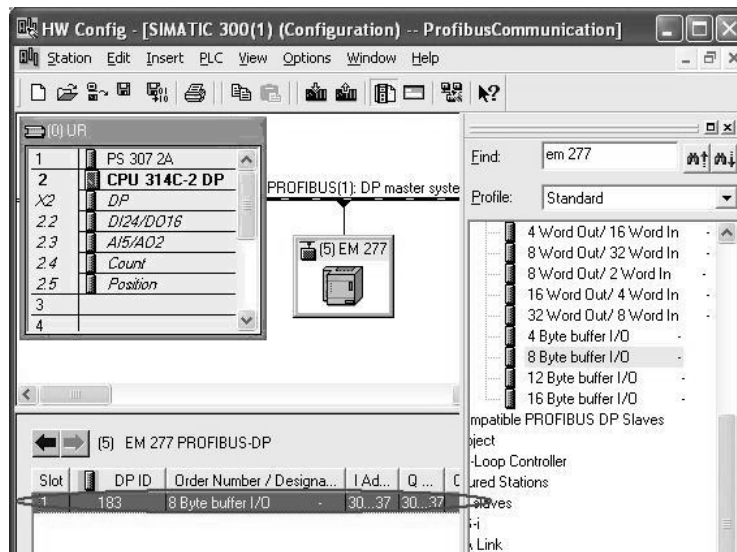 HW Config - [SIMATIC 300(1) (Configuration) -- ProfibusCommunication]
Station Edit Insert PLC View Options Window Help
(0) UR
1 PS 307 2A
2 CPU 314C-2 DP
X2 DP
2.2 DI24/DO16
2.3 AI5/AO2
2.4 Count
2.5 Position
3
4
PROFIBUS(1): DP master syste
(5) EM 277
Find: em 277
Profile: Standard
4 Word Out/ 16 Word In -
8 Word Out/ 32 Word In -
8 Word Out/ 2 Word In -
16 Word Out/ 4 Word In -
32 Word Out/ 8 Word In -
4 Byte buffer I/O -
8 Byte buffer I/O -
12 Byte buffer I/O -
16 Byte buffer I/O -
mpatible PROFIBUS DP Slaves
ject
-Loop Controller
ured Stations
slaves
S-i
Link
(5) EM 277 PROFIBUS-DP
Slot DP ID Order Number / Designa... I Ad... Q ... C
1 183 8 Byte buffer I/O - 30...37 30...37